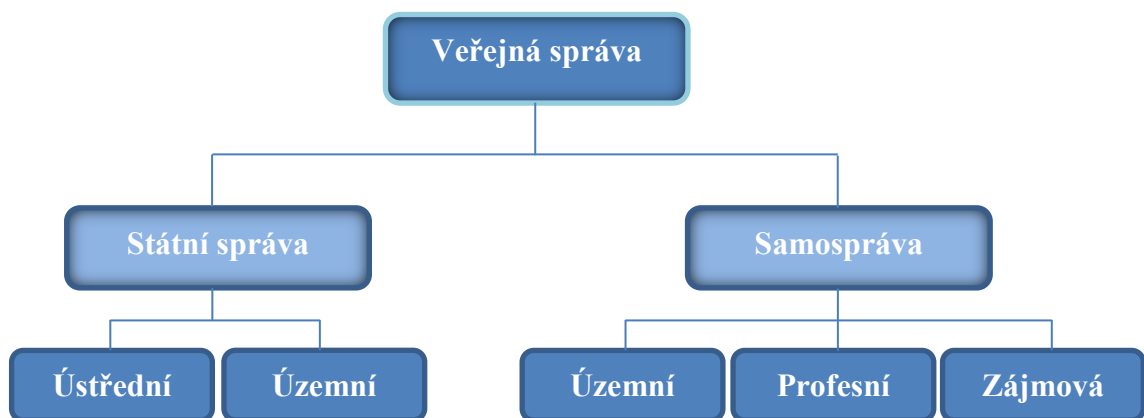 Veřejná správa
Státní správa
Samospráva
Ústřední
Územní
Územní
Profesní
Zájmová